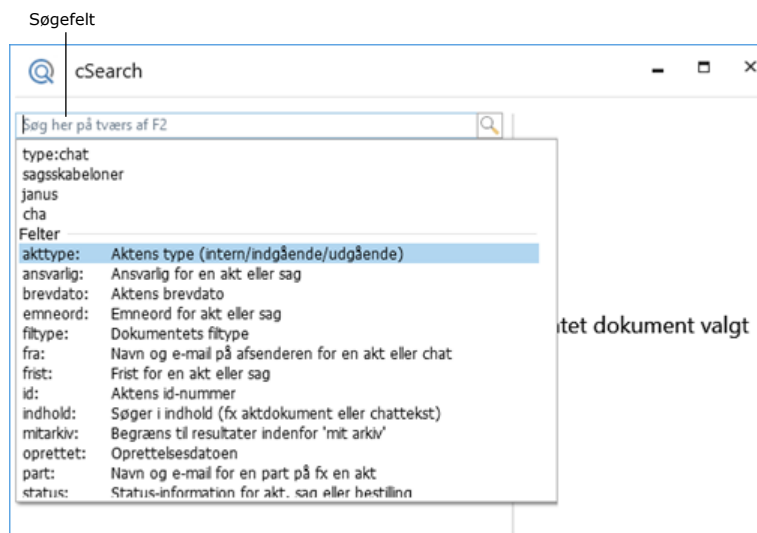 Søgefelt
cSearch
Søg her på tværs af F2
type:chat
sagsskabeloner
janus
cha
Felter
akttype: Aktens type (intern/indgående/udgående)
ansvarlig: Ansvarlig for en akt eller sag
brevdato: Aktens brevdato
emneord: Emneord for akt eller sag
filtype: Dokumentets filtype
fra: Navn og e-mail på afsenderen for en akt eller chat
frist: Frist for en akt eller sag
id: Aktens id-nummer
indhold: Søger i indhold (fx aktdokument eller chattekst)
mitarkiv: Begræns til resultater indenfor 'mit arkiv'
oprettet: Oprettelsesdatoen
part: Navn og e-mail for en part på fx en akt
status: Status-information for akt, sag eller bestilling
tet dokument valgt